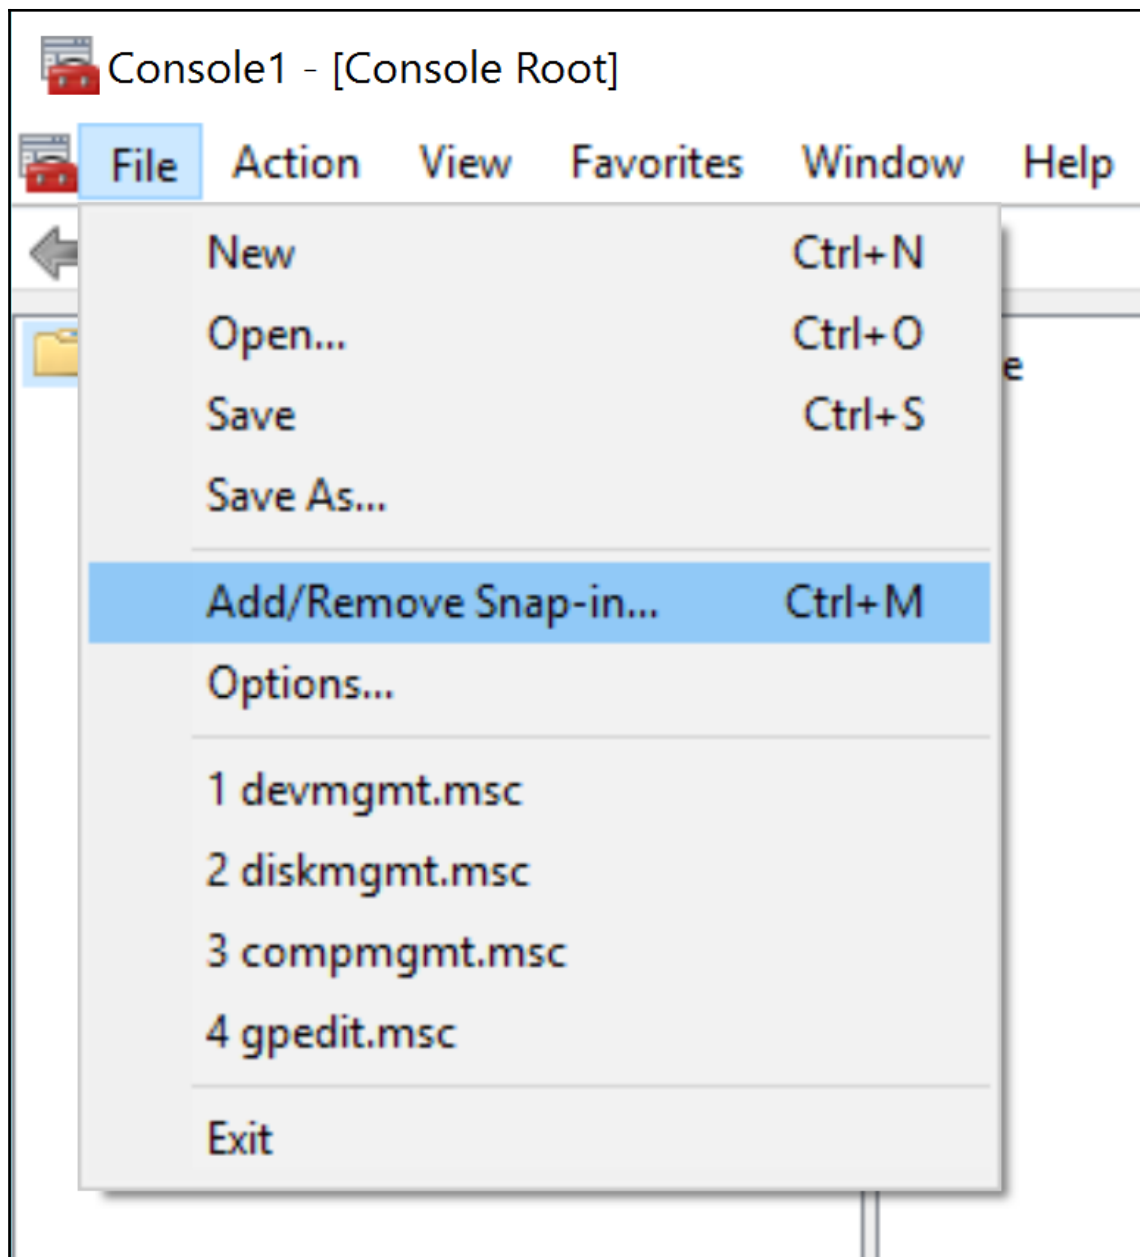 Console1 - [Console Root]
File Action View Favorites Window Help
New Ctrl+N
Open... Ctrl+O
Save Ctrl+S
Save As...
Add/Remove Snap-in... Ctrl+M
Options...
1 devmgmt.msc
2 diskmgmt.msc
3 compmgmt.msc
4 gpedit.msc
Exit